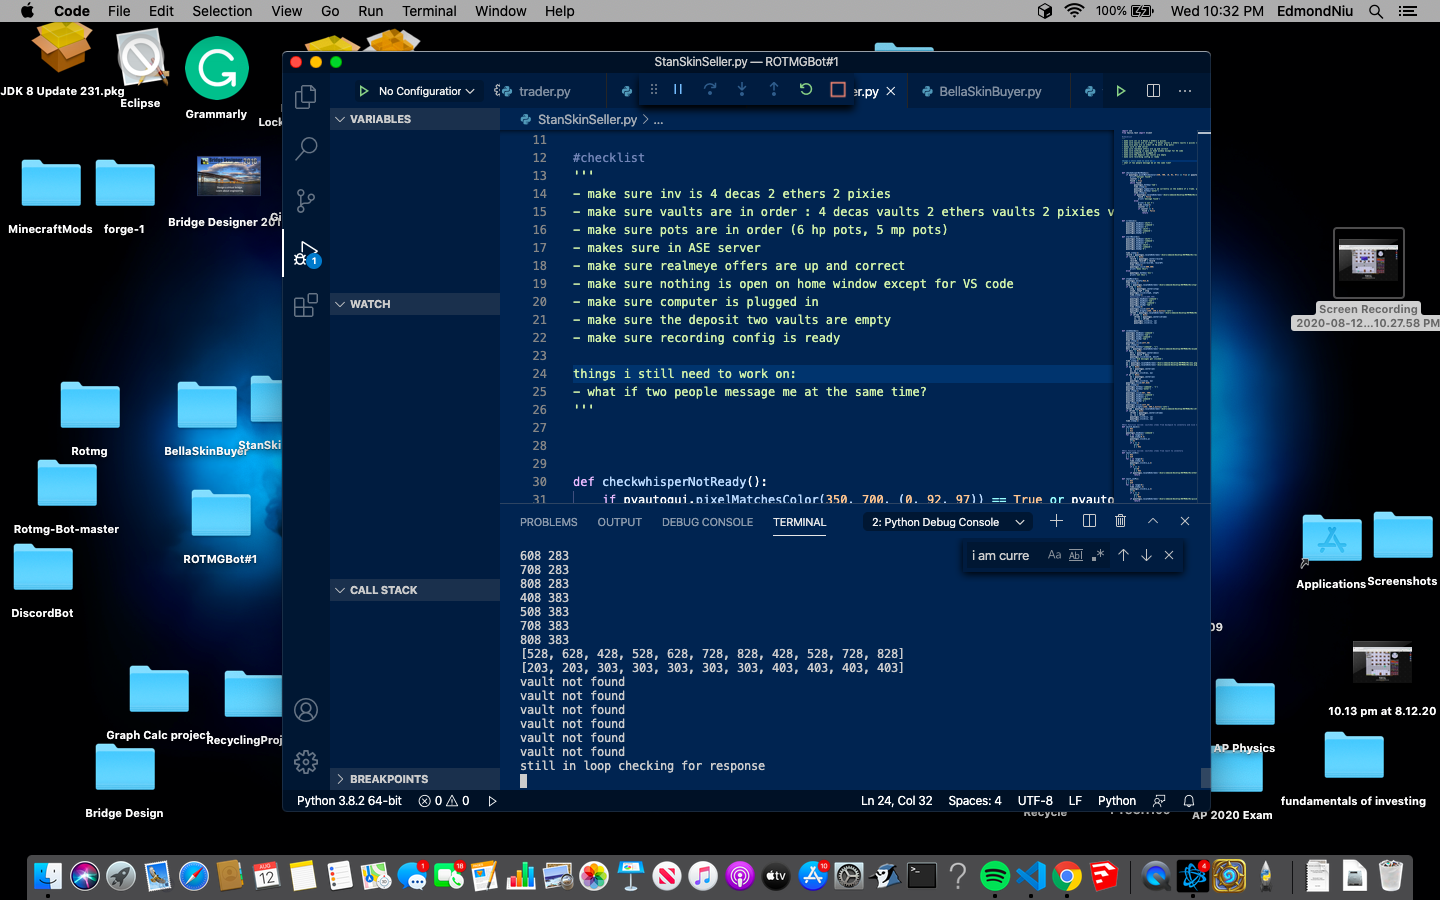 Code File Edit Selection View Go Run Terminal Window Help 100% Wed 10:32 PM EdmondNiu
JDK 8 Update 231.pkg
Eclipse
Grammarly
Lock
MinecraftMods
forge-1
Bridge Designer 201
Rotmg
BellaSkinBuyer
StanSki
Rotmg-Bot-master
ROTMGBot#1
DiscordBot
Graph Calc project
RecyclingProj
Bridge Design
StanSkinSeller.py — ROTMGBot#1
No Configuration
trader.py
er.py
BellaSkinBuyer.py
VARIABLES
StanSkinSeller.py > ...
11
12 #checklist
13 '''
14 - make sure inv is 4 decas 2 ethers 2 pixies
15 - make sure vaults are in order : 4 decas vaults 2 ethers vaults 2 pixies v
16 - make sure pots are in order (6 hp pots, 5 mp pots)
17 - makes sure in ASE server
18 - make sure realmeye offers are up and correct
19 - make sure nothing is open on home window except for VS code
20 - make sure computer is plugged in
21 - make sure the deposit two vaults are empty
22 - make sure recording config is ready
23
24 things i still need to work on:
25 - what if two people message me at the same time?
26 '''
27
28
29
30 def checkwhisperNotReady():
31 if pyautogui.pixelMatchesColor(350, 700, (0, 92, 97)) == True or pyauto
1
WATCH
CALL STACK
BREAKPOINTS
PROBLEMS OUTPUT DEBUG CONSOLE TERMINAL 2: Python Debug Console
i am curre Aa Abl .*
608 283
708 283
808 283
408 383
508 383
708 383
808 383
[528, 628, 428, 528, 628, 728, 828, 428, 528, 728, 828]
[203, 203, 303, 303, 303, 303, 303, 403, 403, 403, 403]
vault not found
vault not found
vault not found
vault not found
vault not found
vault not found
still in loop checking for response
Python 3.8.2 64-bit 0 0 Ln 24, Col 32 Spaces: 4 UTF-8 LF Python
Screen Recording
2020-08-12...10.27.58 PM
Applications
Screenshots
09
10.13 pm at 8.12.20
AP Physics
fundamentals of investing
AP 2020 Exam
Recycle
AUG
12
1
18
tv
10
4